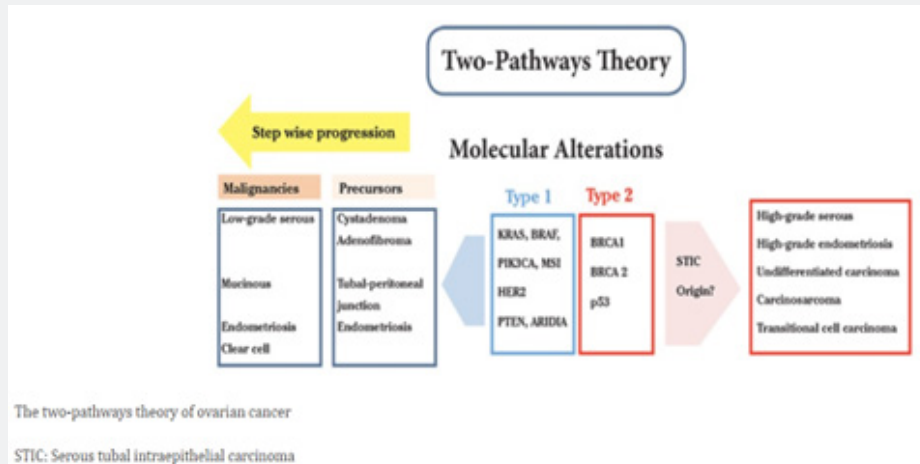 Two-Pathways Theory
Step wise progression
Molecular Alterations
Malignancies
Precursors
Type 1
Type 2
Low-grade serous
Mucinous
Endometriosis
Clear cell
Cystadenoma
Adenofibroma
Tubal-peritoneal
junction
Endometriosis
KRAS, BRAF,
PIK3CA, MSI
HER2
PTEN, ARIDIA
BRCA1
BRCA 2
p53
STIC
Origin?
High-grade serous
High-grade endometriosis
Undifferentiated carcinoma
Carcinosarcoma
Transitional cell carcinoma
The two-pathways theory of ovarian cancer
STIC: Serous tubal intraepithelial carcinoma